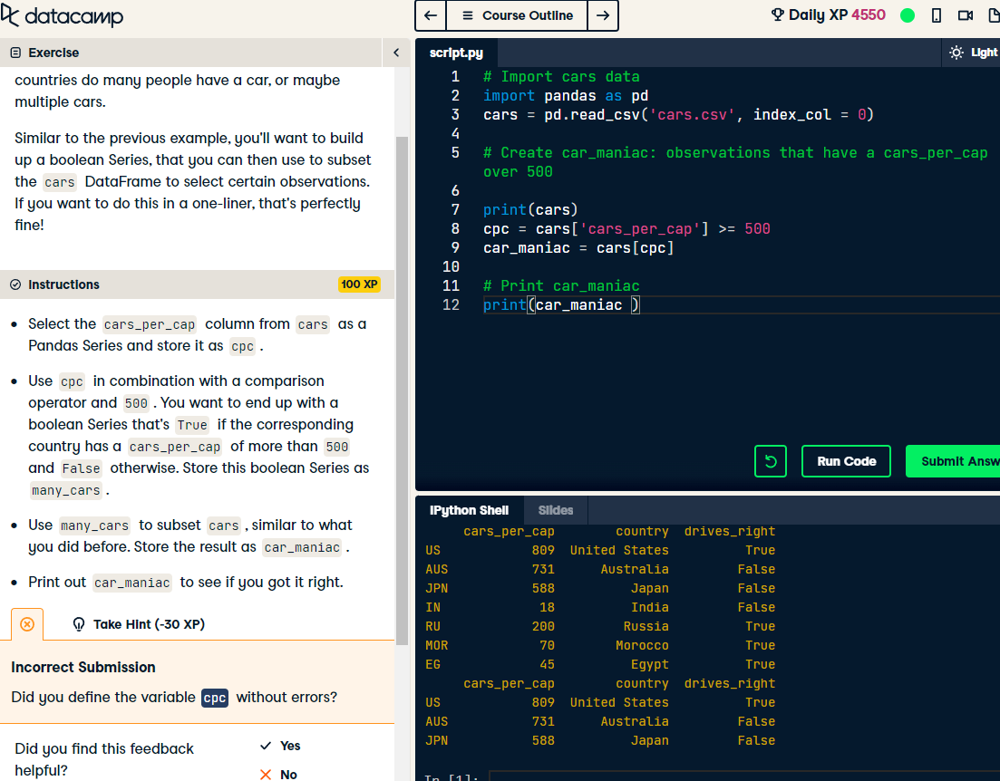 datacamp
Course Outline
Daily XP 4550
Exercise
script.py
Light
countries do many people have a car, or maybe
multiple cars.
Similar to the previous example, you'll want to build
up a boolean Series, that you can then use to subset
the cars DataFrame to select certain observations.
If you want to do this in a one-liner, that's perfectly
fine!
Instructions
100 XP
Select the cars_per_cap column from cars as a
Pandas Series and store it as cpc .
Use cpc in combination with a comparison
operator and 500 . You want to end up with a
boolean Series that's True if the corresponding
country has a cars_per_cap of more than 500
and False otherwise. Store this boolean Series as
many_cars .
Use many_cars to subset cars , similar to what
you did before. Store the result as car_maniac .
Print out car_maniac to see if you got it right.
Take Hint (-30 XP)
Incorrect Submission
Did you define the variable cpc without errors?
Did you find this feedback
helpful?
Yes
No
1 # Import cars data
2 import pandas as pd
3 cars = pd.read_csv('cars.csv', index_col = 0)
4
5 # Create car_maniac: observations that have a cars_per_cap
over 500
6
7 print(cars)
8 cpc = cars['cars_per_cap'] >= 500
9 car_maniac = cars[cpc]
10
11 # Print car_maniac
12 print(car_maniac )
Run Code
Submit Answ
IPython Shell
Slides
cars_per_cap country drives_right
US 809 United States True
AUS 731 Australia False
JPN 588 Japan False
IN 18 India False
RU 200 Russia True
MOR 70 Morocco True
EG 45 Egypt True
cars_per_cap country drives_right
US 809 United States True
AUS 731 Australia False
JPN 588 Japan False
In [1]: